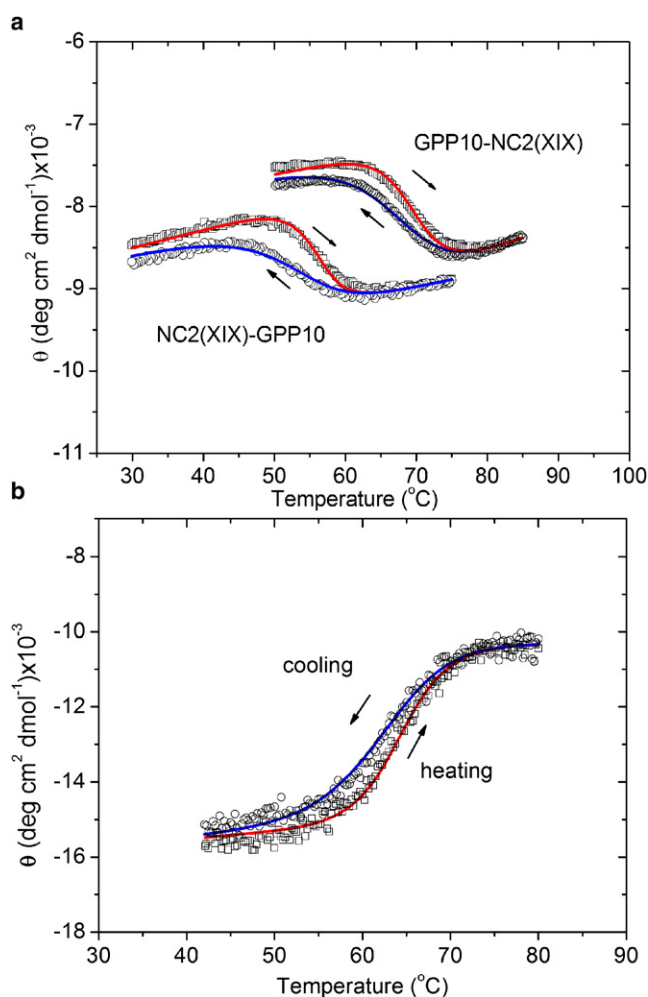 a
-6
-7
-8
-9
-10
-11
θ (deg cm² dmol⁻¹)x10⁻³
GPP10-NC2(XIX)
NC2(XIX)-GPP10
30 40 50 60 70 80 90 100
Temperature (°C)
b
-8
-10
-12
-14
-16
-18
θ (deg cm² dmol⁻¹)x10⁻³
cooling
heating
30 40 50 60 70 80 90
Temperature (°C)